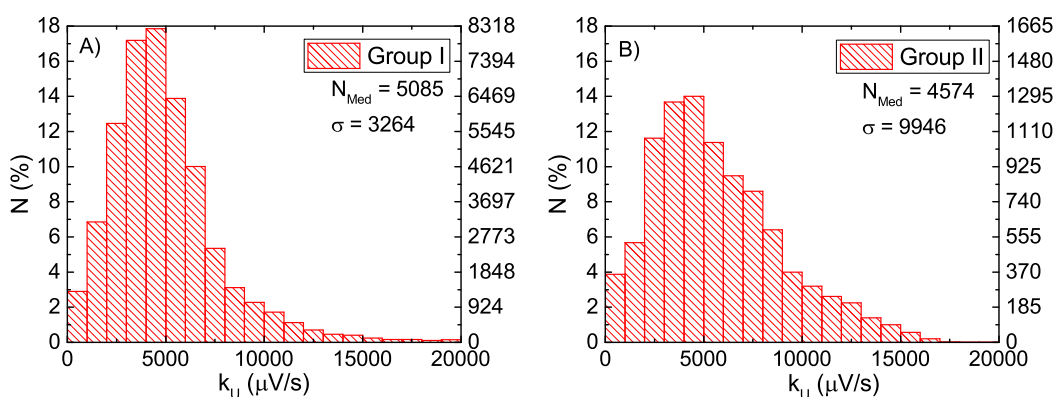 A)
Group I
N_Med = 5085
σ = 3264
N (%)
18
16
14
12
10
8
6
4
2
0
8318
7394
6469
5545
4621
3697
2773
1848
924
0
0 5000 10000 15000 20000
k_U (μV/s)
B)
Group II
N_Med = 4574
σ = 9946
N (%)
18
16
14
12
10
8
6
4
2
0
1665
1480
1295
1110
925
740
555
370
185
0
0 5000 10000 15000 20000
k_U (μV/s)